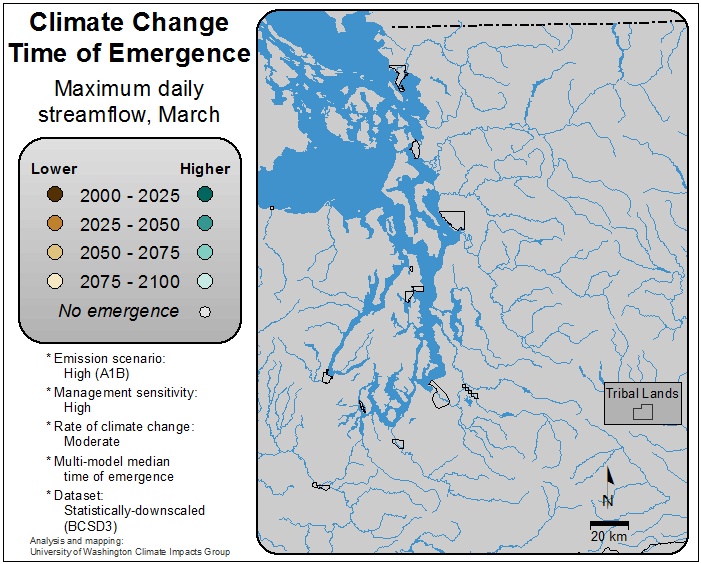 Climate Change
Time of Emergence
Maximum daily
streamflow, March
Lower Higher
2000 - 2025
2025 - 2050
2050 - 2075
2075 - 2100
No emergence
* Emission scenario:
High (A1B)
* Management sensitivity:
High
* Rate of climate change:
Moderate
* Multi-model median
time of emergence
* Dataset:
Statistically-downscaled
(BCSD3)
Analysis and mapping:
University of Washington Climate Impacts Group
Tribal Lands
N
20 km